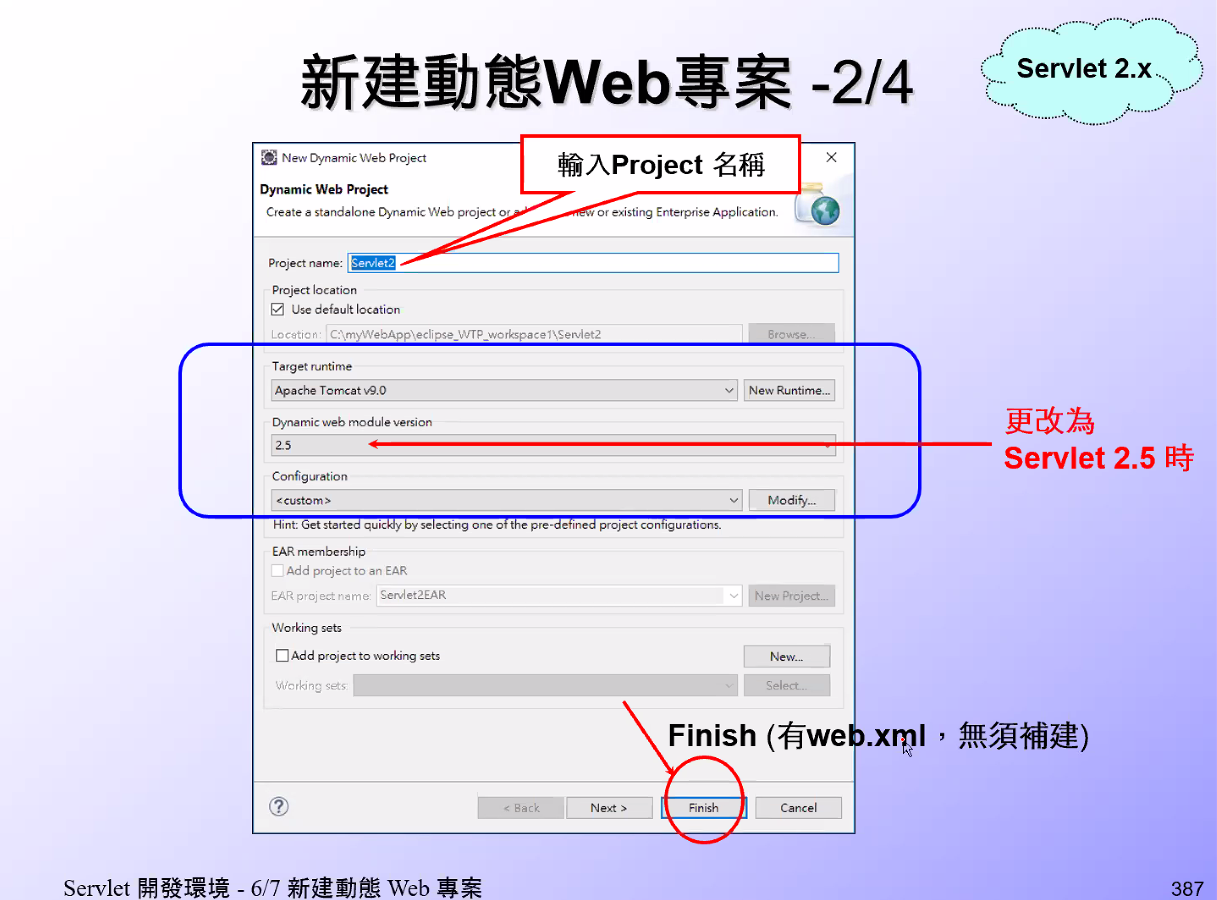 新建動態Web專案 -2/4
Servlet 2.x
New Dynamic Web Project
輸入Project 名稱
Dynamic Web Project
Create a standalone Dynamic Web project or a new or existing Enterprise Application.
Project name: Servlet2
Project location
Use default location
Location: C:\myWebApp\eclipse_WTP_workspace1\Servlet2 Browse...
Target runtime
Apache Tomcat v9.0 New Runtime...
Dynamic web module version
2.5
更改為
Servlet 2.5 時
Configuration
<custom> Modify...
Hint: Get started quickly by selecting one of the pre-defined project configurations.
EAR membership
Add project to an EAR
EAR project name: Servlet2EAR New Project...
Working sets
Add project to working sets New...
Working sets: Select...
Finish (有web.xml，無須補建)
< Back Next > Finish Cancel
Servlet 開發環境 - 6/7 新建動態 Web 專案
387